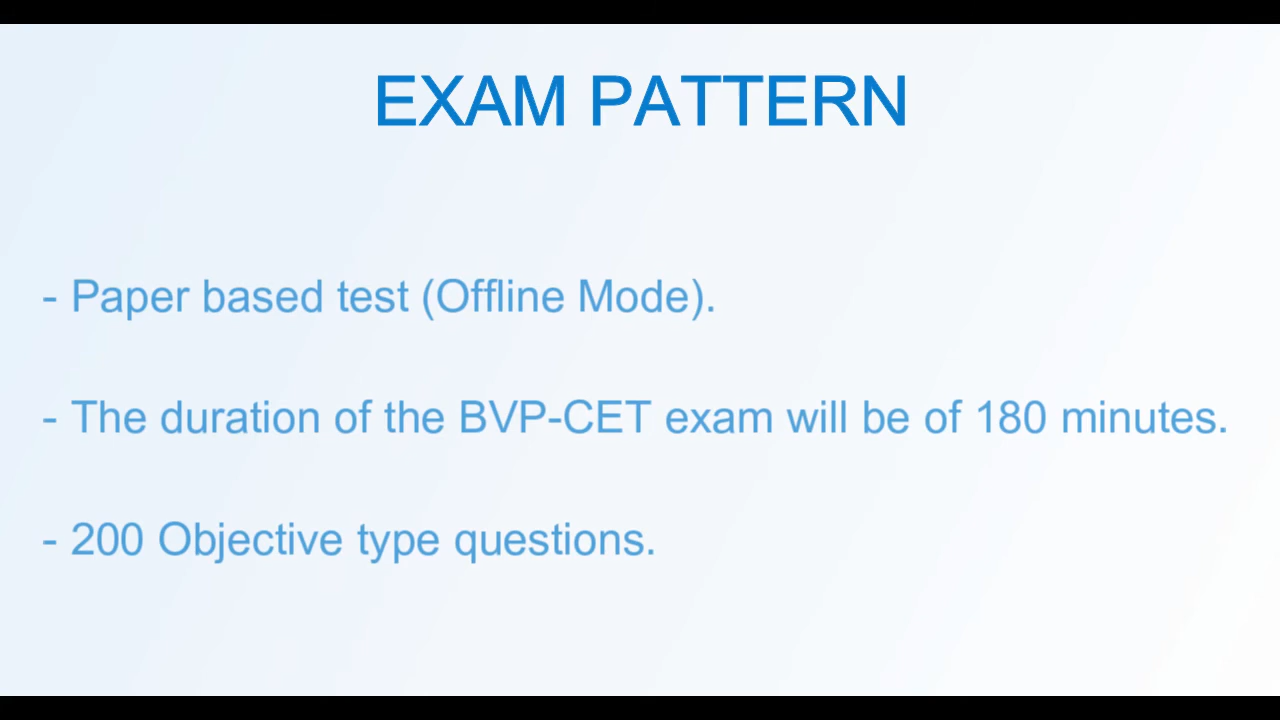 EXAM PATTERN
- Paper based test (Offline Mode).
- The duration of the BVP-CET exam will be of 180 minutes.
- 200 Objective type questions.